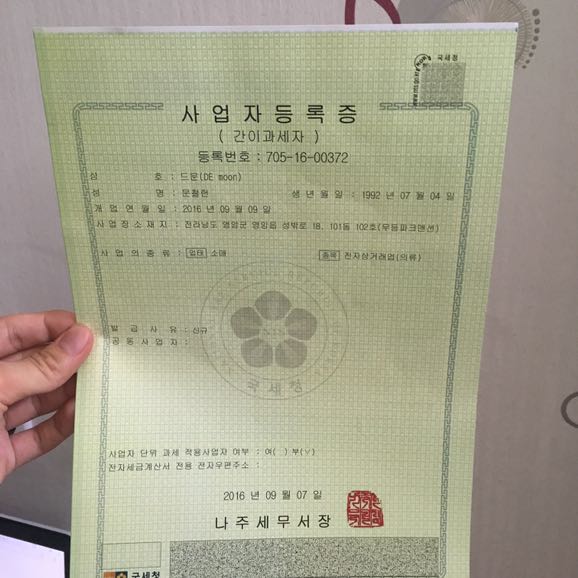 국세청
사업자등록증
( 간이과세자 )
등록번호 : 705-16-00372
상 호 : 드문(DE moon)
성 명 : 문철현 생 년 월 일 : 1992 년 07 월 04 일
개 업 연 월 일 : 2016 년 09 월 09 일
사 업 장 소 재 지 : 전라남도 영암군 영암읍 성밖로 18, 101동 102호(무등파크맨션)
사 업 의 종 류 : 업태 소매 종목 전자상거래업(의류)
발 급 사 유 : 신규
공 동 사 업 자 :
국세청
사업자 단위 과세 적용사업자 여부 : 여( ) 부(∨)
전자세금계산서 전용 전자우편주소 :
2016 년 09 월 07 일
나주세무서장
국세청